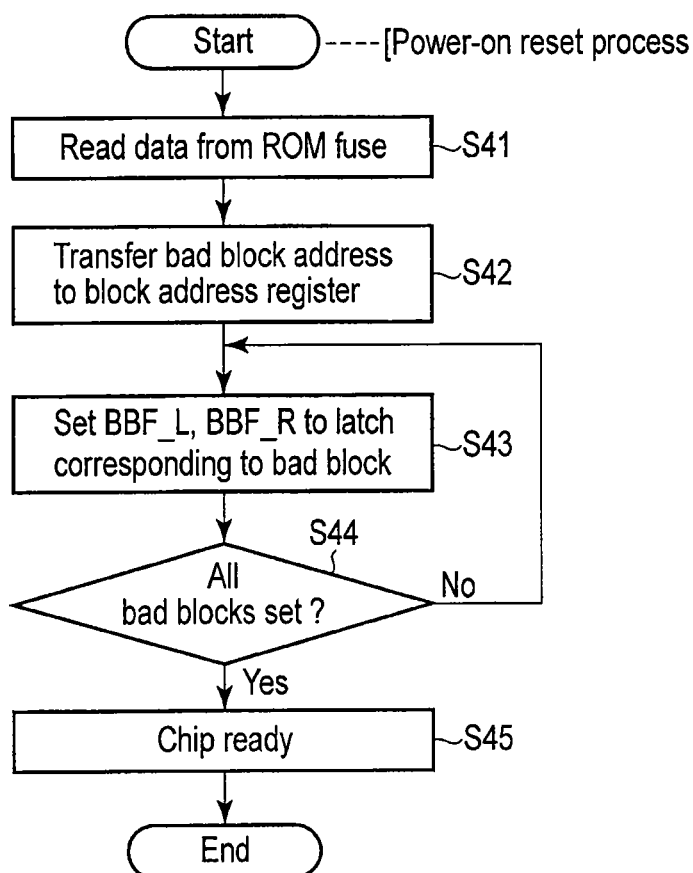 Start ----[Power-on reset process
Read data from ROM fuse
S41
Transfer bad block address
to block address register
S42
Set BBF_L, BBF_R to latch
corresponding to bad block
S43
S44
All
bad blocks set ?
No
Yes
Chip ready
S45
End